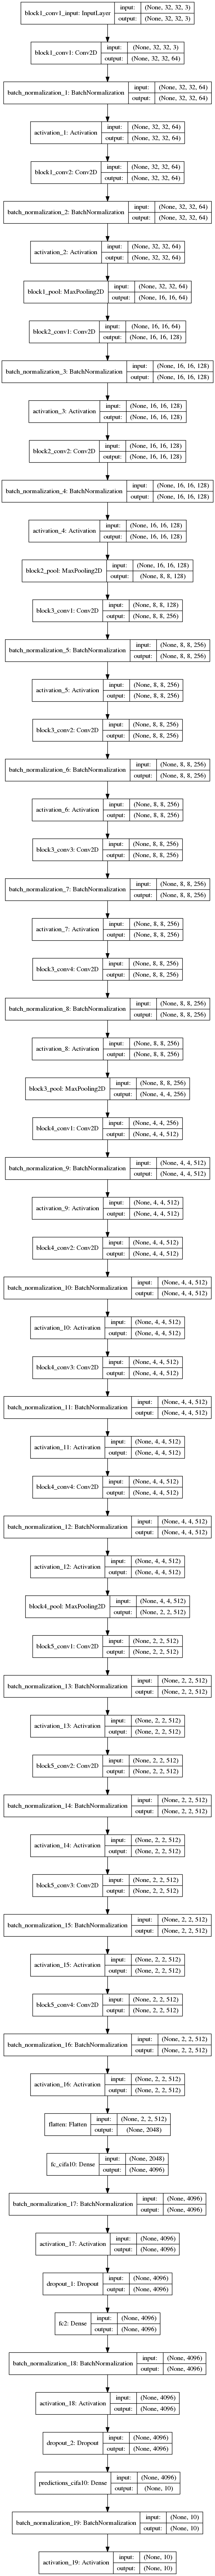 block1_conv1_input: InputLayer
input: (None, 32, 32, 3)
output: (None, 32, 32, 3)
block1_conv1: Conv2D
input: (None, 32, 32, 3)
output: (None, 32, 32, 64)
batch_normalization_1: BatchNormalization
input: (None, 32, 32, 64)
output: (None, 32, 32, 64)
activation_1: Activation
input: (None, 32, 32, 64)
output: (None, 32, 32, 64)
block1_conv2: Conv2D
input: (None, 32, 32, 64)
output: (None, 32, 32, 64)
batch_normalization_2: BatchNormalization
input: (None, 32, 32, 64)
output: (None, 32, 32, 64)
activation_2: Activation
input: (None, 32, 32, 64)
output: (None, 32, 32, 64)
block1_pool: MaxPooling2D
input: (None, 32, 32, 64)
output: (None, 16, 16, 64)
block2_conv1: Conv2D
input: (None, 16, 16, 64)
output: (None, 16, 16, 128)
batch_normalization_3: BatchNormalization
input: (None, 16, 16, 128)
output: (None, 16, 16, 128)
activation_3: Activation
input: (None, 16, 16, 128)
output: (None, 16, 16, 128)
block2_conv2: Conv2D
input: (None, 16, 16, 128)
output: (None, 16, 16, 128)
batch_normalization_4: BatchNormalization
input: (None, 16, 16, 128)
output: (None, 16, 16, 128)
activation_4: Activation
input: (None, 16, 16, 128)
output: (None, 16, 16, 128)
block2_pool: MaxPooling2D
input: (None, 16, 16, 128)
output: (None, 8, 8, 128)
block3_conv1: Conv2D
input: (None, 8, 8, 128)
output: (None, 8, 8, 256)
batch_normalization_5: BatchNormalization
input: (None, 8, 8, 256)
output: (None, 8, 8, 256)
activation_5: Activation
input: (None, 8, 8, 256)
output: (None, 8, 8, 256)
block3_conv2: Conv2D
input: (None, 8, 8, 256)
output: (None, 8, 8, 256)
batch_normalization_6: BatchNormalization
input: (None, 8, 8, 256)
output: (None, 8, 8, 256)
activation_6: Activation
input: (None, 8, 8, 256)
output: (None, 8, 8, 256)
block3_conv3: Conv2D
input: (None, 8, 8, 256)
output: (None, 8, 8, 256)
batch_normalization_7: BatchNormalization
input: (None, 8, 8, 256)
output: (None, 8, 8, 256)
activation_7: Activation
input: (None, 8, 8, 256)
output: (None, 8, 8, 256)
block3_conv4: Conv2D
input: (None, 8, 8, 256)
output: (None, 8, 8, 256)
batch_normalization_8: BatchNormalization
input: (None, 8, 8, 256)
output: (None, 8, 8, 256)
activation_8: Activation
input: (None, 8, 8, 256)
output: (None, 8, 8, 256)
block3_pool: MaxPooling2D
input: (None, 8, 8, 256)
output: (None, 4, 4, 256)
block4_conv1: Conv2D
input: (None, 4, 4, 256)
output: (None, 4, 4, 512)
batch_normalization_9: BatchNormalization
input: (None, 4, 4, 512)
output: (None, 4, 4, 512)
activation_9: Activation
input: (None, 4, 4, 512)
output: (None, 4, 4, 512)
block4_conv2: Conv2D
input: (None, 4, 4, 512)
output: (None, 4, 4, 512)
batch_normalization_10: BatchNormalization
input: (None, 4, 4, 512)
output: (None, 4, 4, 512)
activation_10: Activation
input: (None, 4, 4, 512)
output: (None, 4, 4, 512)
block4_conv3: Conv2D
input: (None, 4, 4, 512)
output: (None, 4, 4, 512)
batch_normalization_11: BatchNormalization
input: (None, 4, 4, 512)
output: (None, 4, 4, 512)
activation_11: Activation
input: (None, 4, 4, 512)
output: (None, 4, 4, 512)
block4_conv4: Conv2D
input: (None, 4, 4, 512)
output: (None, 4, 4, 512)
batch_normalization_12: BatchNormalization
input: (None, 4, 4, 512)
output: (None, 4, 4, 512)
activation_12: Activation
input: (None, 4, 4, 512)
output: (None, 4, 4, 512)
block4_pool: MaxPooling2D
input: (None, 4, 4, 512)
output: (None, 2, 2, 512)
block5_conv1: Conv2D
input: (None, 2, 2, 512)
output: (None, 2, 2, 512)
batch_normalization_13: BatchNormalization
input: (None, 2, 2, 512)
output: (None, 2, 2, 512)
activation_13: Activation
input: (None, 2, 2, 512)
output: (None, 2, 2, 512)
block5_conv2: Conv2D
input: (None, 2, 2, 512)
output: (None, 2, 2, 512)
batch_normalization_14: BatchNormalization
input: (None, 2, 2, 512)
output: (None, 2, 2, 512)
activation_14: Activation
input: (None, 2, 2, 512)
output: (None, 2, 2, 512)
block5_conv3: Conv2D
input: (None, 2, 2, 512)
output: (None, 2, 2, 512)
batch_normalization_15: BatchNormalization
input: (None, 2, 2, 512)
output: (None, 2, 2, 512)
activation_15: Activation
input: (None, 2, 2, 512)
output: (None, 2, 2, 512)
block5_conv4: Conv2D
input: (None, 2, 2, 512)
output: (None, 2, 2, 512)
batch_normalization_16: BatchNormalization
input: (None, 2, 2, 512)
output: (None, 2, 2, 512)
activation_16: Activation
input: (None, 2, 2, 512)
output: (None, 2, 2, 512)
flatten: Flatten
input: (None, 2, 2, 512)
output: (None, 2048)
fc_cifa10: Dense
input: (None, 2048)
output: (None, 4096)
batch_normalization_17: BatchNormalization
input: (None, 4096)
output: (None, 4096)
activation_17: Activation
input: (None, 4096)
output: (None, 4096)
dropout_1: Dropout
input: (None, 4096)
output: (None, 4096)
fc2: Dense
input: (None, 4096)
output: (None, 4096)
batch_normalization_18: BatchNormalization
input: (None, 4096)
output: (None, 4096)
activation_18: Activation
input: (None, 4096)
output: (None, 4096)
dropout_2: Dropout
input: (None, 4096)
output: (None, 4096)
predictions_cifa10: Dense
input: (None, 4096)
output: (None, 10)
batch_normalization_19: BatchNormalization
input: (None, 10)
output: (None, 10)
activation_19: Activation
input: (None, 10)
output: (None, 10)